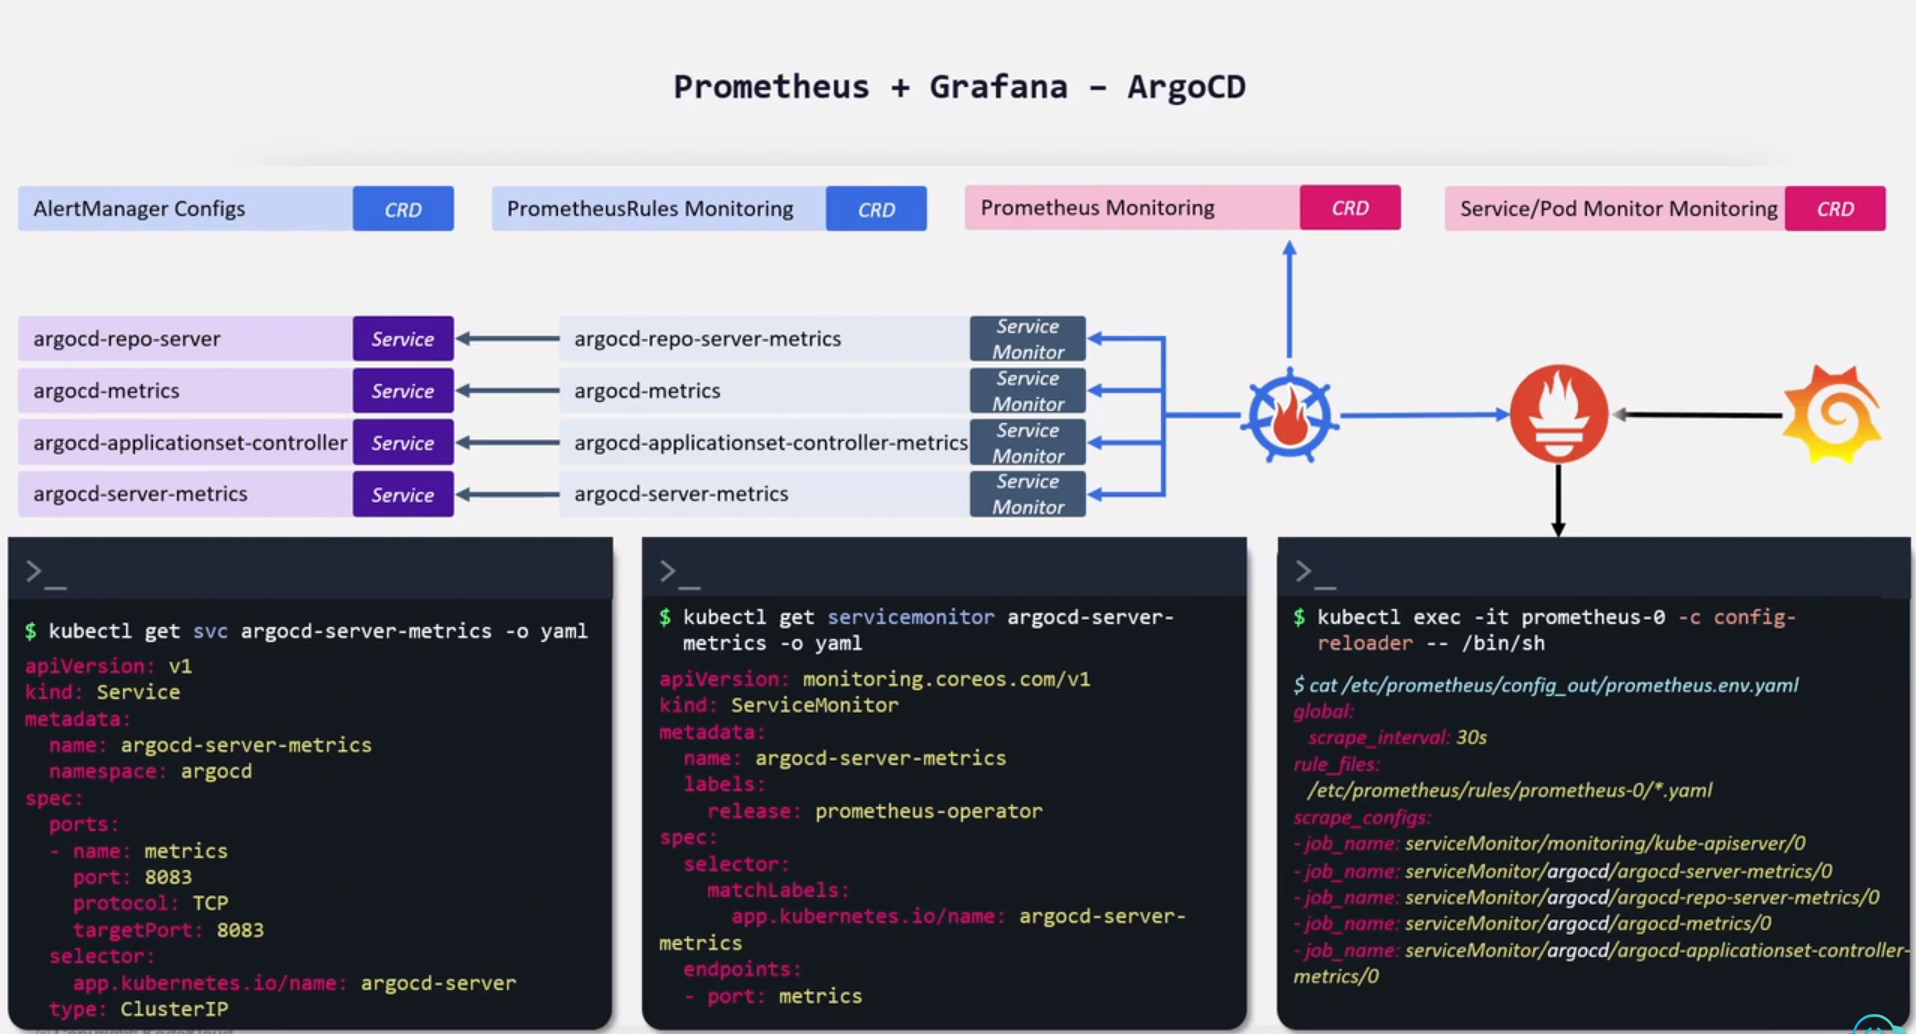 Prometheus + Grafana – ArgoCD
AlertManager Configs CRD
PrometheusRules Monitoring CRD
Prometheus Monitoring CRD
Service/Pod Monitor Monitoring CRD
argocd-repo-server Service
argocd-repo-server-metrics Service
Monitor
argocd-metrics Service
argocd-metrics Service
Monitor
argocd-applicationset-controller Service
argocd-applicationset-controller-metrics Service
Monitor
argocd-server-metrics Service
argocd-server-metrics Service
Monitor
>_
$ kubectl get svc argocd-server-metrics -o yaml
apiVersion: v1
kind: Service
metadata:
  name: argocd-server-metrics
  namespace: argocd
spec:
  ports:
  - name: metrics
    port: 8083
    protocol: TCP
    targetPort: 8083
  selector:
    app.kubernetes.io/name: argocd-server
  type: ClusterIP
>_
$ kubectl get servicemonitor argocd-server-
metrics -o yaml
apiVersion: monitoring.coreos.com/v1
kind: ServiceMonitor
metadata:
  name: argocd-server-metrics
  labels:
    release: prometheus-operator
spec:
  selector:
    matchLabels:
      app.kubernetes.io/name: argocd-server-
metrics
  endpoints:
  - port: metrics
>_
$ kubectl exec -it prometheus-0 -c config-
reloader -- /bin/sh
$ cat /etc/prometheus/config_out/prometheus.env.yaml
global:
  scrape_interval: 30s
rule_files:
  /etc/prometheus/rules/prometheus-0/*.yaml
scrape_configs:
- job_name: serviceMonitor/monitoring/kube-apiserver/0
- job_name: serviceMonitor/argocd/argocd-server-metrics/0
- job_name: serviceMonitor/argocd/argocd-repo-server-metrics/0
- job_name: serviceMonitor/argocd/argocd-metrics/0
- job_name: serviceMonitor/argocd/argocd-applicationset-controller-
metrics/0